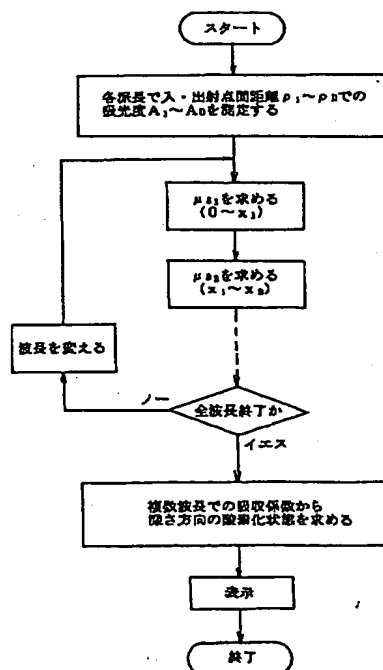 スタート
各波長で入・出射点間距離ρ₁～ρnでの
吸光度A₁～Anを測定する
μa₁を求める
(0～x₁)
μa₂を求める
(x₁～x₂)
波長を変える
ノー
全波長終了か
イエス
複数波長での吸収係数から
深さ方向の酸素化状態を求める
表示
終了